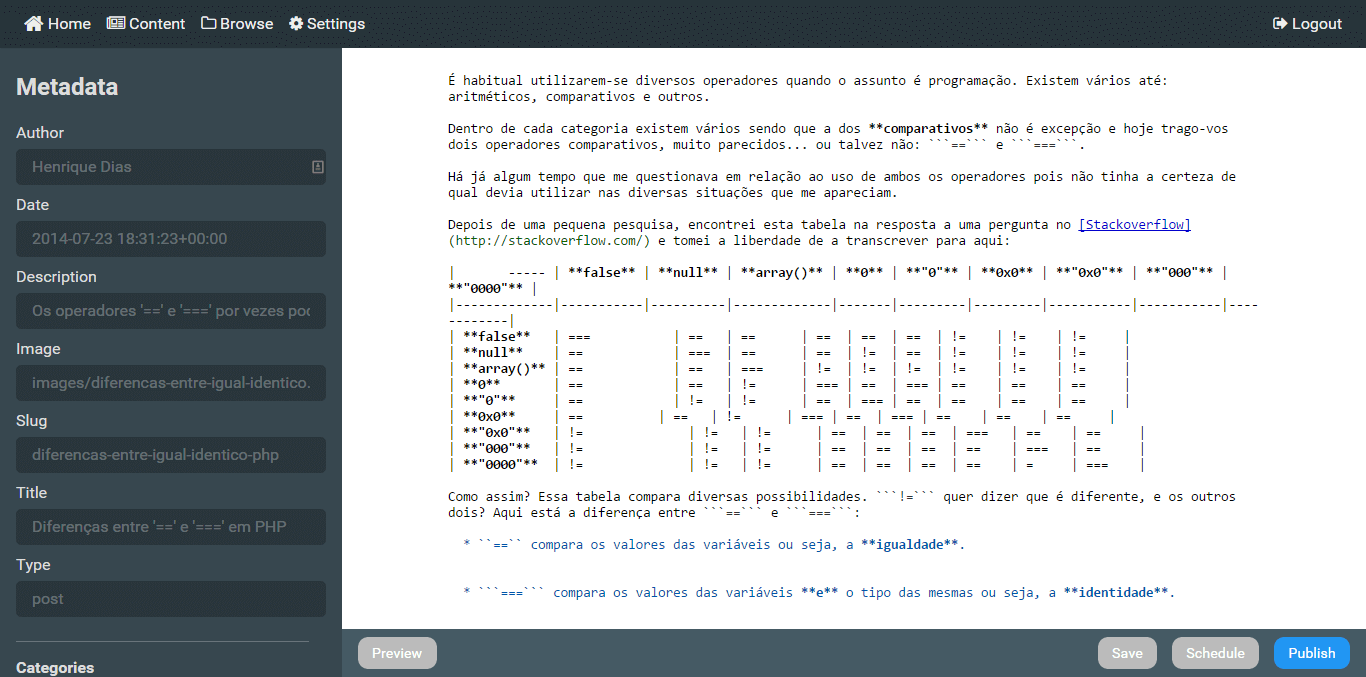 Home Content Browse Settings Logout
Metadata
Author
Henrique Dias
Date
2014-07-23 18:31:23+00:00
Description
Os operadores '==' e '===' por vezes poc
Image
images/diferencas-entre-igual-identico.
Slug
diferencas-entre-igual-identico-php
Title
Diferenças entre '==' e '===' em PHP
Type
post
Categories
É habitual utilizarem-se diversos operadores quando o assunto é programação. Existem vários até:
aritméticos, comparativos e outros.
Dentro de cada categoria existem vários sendo que a dos **comparativos** não é excepção e hoje trago-vos
dois operadores comparativos, muito parecidos... ou talvez não: ```==``` e ```===```.
Há já algum tempo que me questionava em relação ao uso de ambos os operadores pois não tinha a certeza de
qual devia utilizar nas diversas situações que me apareciam.
Depois de uma pequena pesquisa, encontrei esta tabela na resposta a uma pergunta no [Stackoverflow]
(http://stackoverflow.com/) e tomei a liberdade de a transcrever para aqui:
|       ----- | **false** | **null** | **array()** | **0** | **"0"** | **0x0** | **"0x0"** | **"000"** |
**"0000"** |
|-------------|-----------|----------|-------------|-------|---------|---------|-----------|-----------|----
--------|
| **false**   | ===           | ==   | ==      | ==  | ==  | ==  | !=    | !=    | !=     |
| **null**    | ==            | ===  | ==      | ==  | !=  | ==  | !=    | !=    | !=     |
| **array()** | ==            | ==   | ===     | !=  | !=  | !=  | !=    | !=    | !=     |
| **0**       | ==            | ==   | !=      | === | ==  | === | ==    | ==    | ==     |
| **"0"**     | ==            | !=   | !=      | ==  | === | ==  | ==    | ==    | ==     |
| **0x0**     | ==          | ==   | !=      | === | ==  | === | ==    | ==    | ==     |
| **"0x0"**   | !=              | !=   | !=      | ==  | ==  | ==  | ===   | ==    | ==     |
| **"000"**   | !=              | !=   | !=      | ==  | ==  | ==  | ==    | ===   | ==     |
| **"0000"**  | !=              | !=   | !=      | ==  | ==  | ==  | ==    | =     | ===    |
Como assim? Essa tabela compara diversas possibilidades. ```!=``` quer dizer que é diferente, e os outros
dois? Aqui está a diferença entre ```==``` e ```===```:
* ``==`` compara os valores das variáveis ou seja, a **igualdade**.
* ```===``` compara os valores das variáveis **e** o tipo das mesmas ou seja, a **identidade**.
Preview Save Schedule Publish